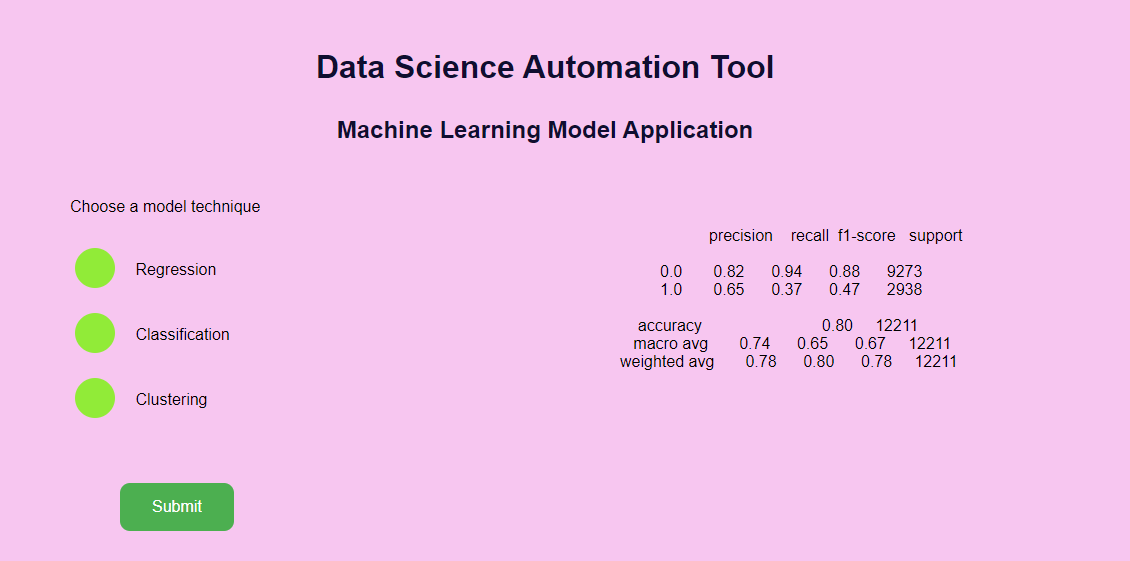 Data Science Automation Tool
Machine Learning Model Application
Choose a model technique
Regression
Classification
Clustering
Submit
precision recall f1-score support
0.0 0.82 0.94 0.88 9273
1.0 0.65 0.37 0.47 2938
accuracy 0.80 12211
macro avg 0.74 0.65 0.67 12211
weighted avg 0.78 0.80 0.78 12211